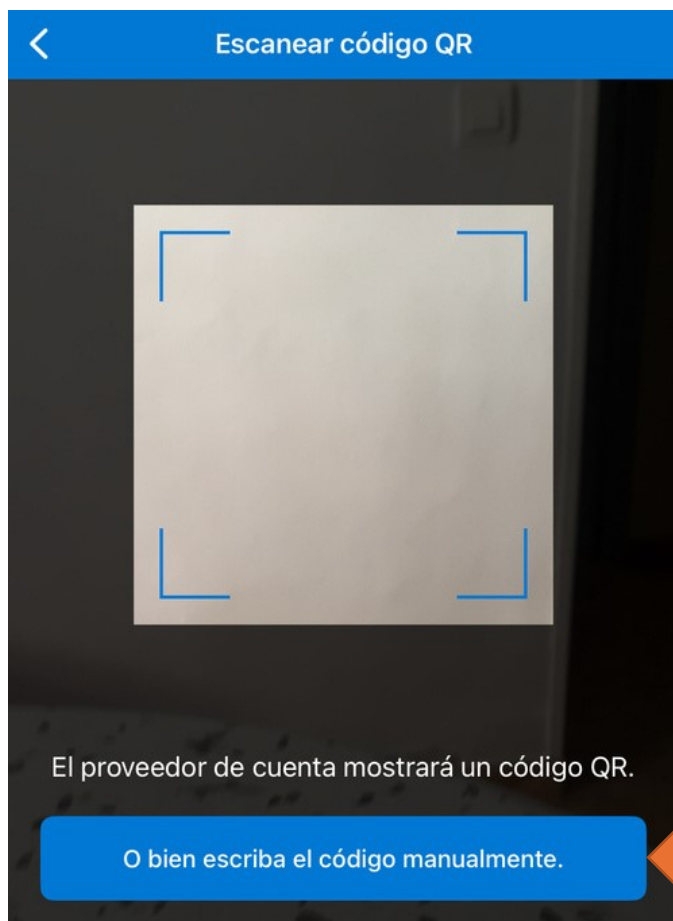 Escanear código QR
El proveedor de cuenta mostrará un código QR.
O bien escriba el código manualmente.